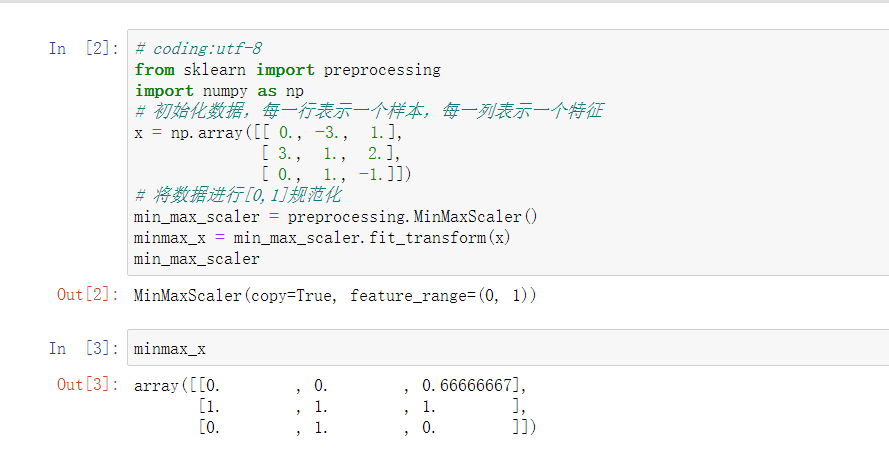 In [2]: # coding:utf-8
from sklearn import preprocessing
import numpy as np
# 初始化数据，每一行表示一个样本，每一列表示一个特征
x = np.array([[ 0., -3.,  1.],
              [ 3.,  1.,  2.],
              [ 0.,  1., -1.]])
# 将数据进行[0,1]规范化
min_max_scaler = preprocessing.MinMaxScaler()
minmax_x = min_max_scaler.fit_transform(x)
min_max_scaler
Out[2]: MinMaxScaler(copy=True, feature_range=(0, 1))
In [3]: minmax_x
Out[3]: array([[0.        , 0.        , 0.66666667],
       [1.        , 1.        , 1.        ],
       [0.        , 1.        , 0.        ]])